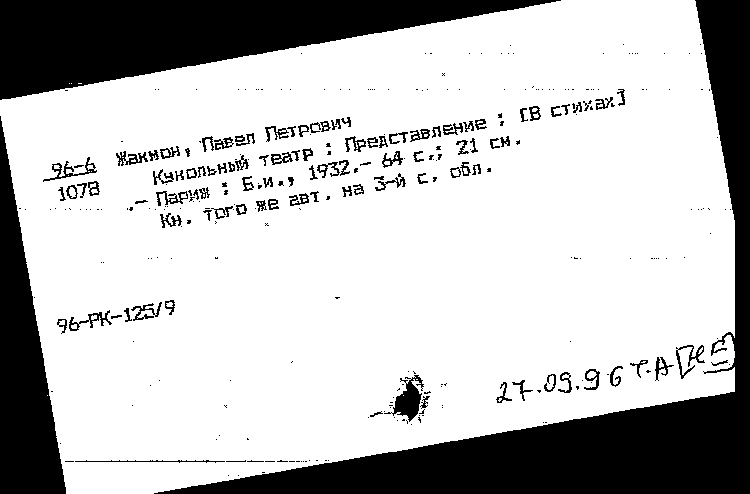 96-6 Жакмон, Павел Петрович
1078 Кукольный театр : Представление : [В стихах]
.- Париж : Б.и., 1932.- 64 с.; 21 см.
Кн. того же авт. на 3-й с. обл.
96-РК-125/9
27.09.96 Т.А